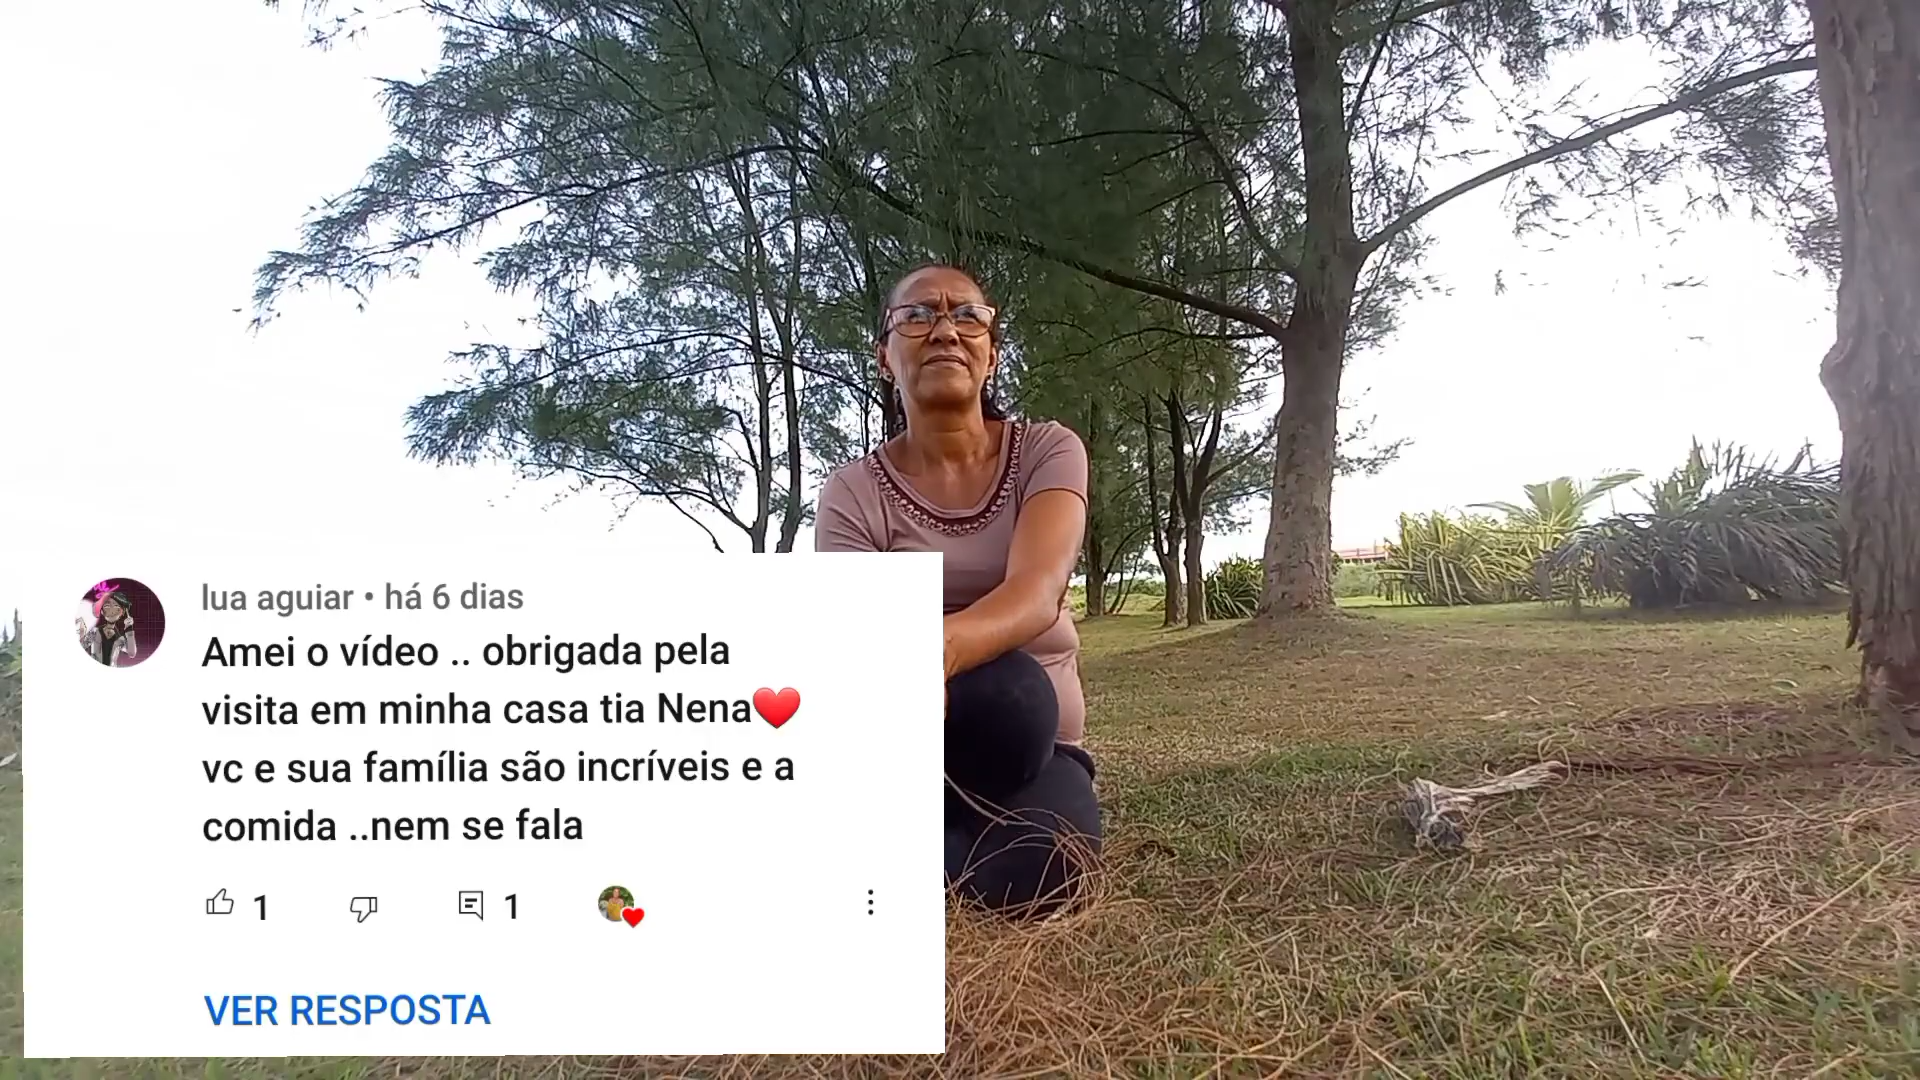 lua aguiar • há 6 dias
Amei o vídeo .. obrigada pela
visita em minha casa tia Nena❤️
vc e sua família são incríveis e a
comida ..nem se fala
1
1
VER RESPOSTA